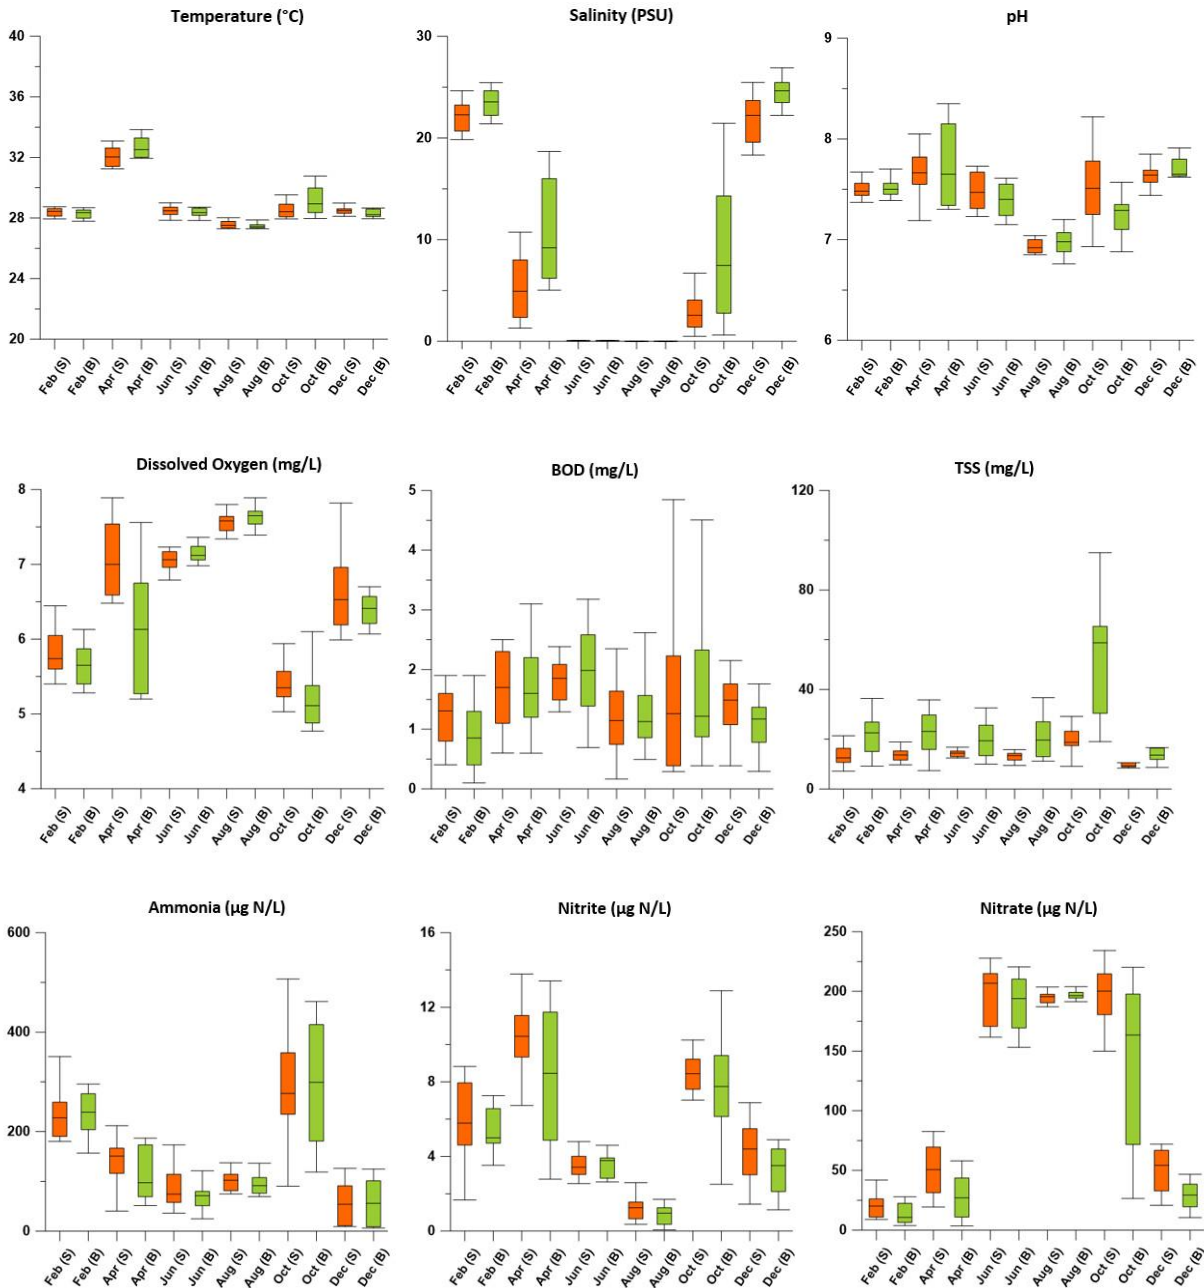 Temperature (°C)
40
36
32
28
24
20
Feb (S)
Feb (B)
Apr (S)
Apr (B)
Jun (S)
Jun (B)
Aug (S)
Aug (B)
Oct (S)
Oct (B)
Dec (S)
Dec (B)
Salinity (PSU)
30
20
10
0
Feb (S)
Feb (B)
Apr (S)
Apr (B)
Jun (S)
Jun (B)
Aug (S)
Aug (B)
Oct (S)
Oct (B)
Dec (S)
Dec (B)
pH
9
8
7
6
Feb (S)
Feb (B)
Apr (S)
Apr (B)
Jun (S)
Jun (B)
Aug (S)
Aug (B)
Oct (S)
Oct (B)
Dec (S)
Dec (B)
Dissolved Oxygen (mg/L)
8
7
6
5
4
Feb (S)
Feb (B)
Apr (S)
Apr (B)
Jun (S)
Jun (B)
Aug (S)
Aug (B)
Oct (S)
Oct (B)
Dec (S)
Dec (B)
BOD (mg/L)
5
4
3
2
1
0
Feb (S)
Feb (B)
Apr (S)
Apr (B)
Jun (S)
Jun (B)
Aug (S)
Aug (B)
Oct (S)
Oct (B)
Dec (S)
Dec (B)
TSS (mg/L)
120
80
40
0
Feb (S)
Feb (B)
Apr (S)
Apr (B)
Jun (S)
Jun (B)
Aug (S)
Aug (B)
Oct (S)
Oct (B)
Dec (S)
Dec (B)
Ammonia (µg N/L)
600
400
200
0
Feb (S)
Feb (B)
Apr (S)
Apr (B)
Jun (S)
Jun (B)
Aug (S)
Aug (B)
Oct (S)
Oct (B)
Dec (S)
Dec (B)
Nitrite (µg N/L)
16
12
8
4
0
Feb (S)
Feb (B)
Apr (S)
Apr (B)
Jun (S)
Jun (B)
Aug (S)
Aug (B)
Oct (S)
Oct (B)
Dec (S)
Dec (B)
Nitrate (µg N/L)
250
200
150
100
50
0
Feb (S)
Feb (B)
Apr (S)
Apr (B)
Jun (S)
Jun (B)
Aug (S)
Aug (B)
Oct (S)
Oct (B)
Dec (S)
Dec (B)